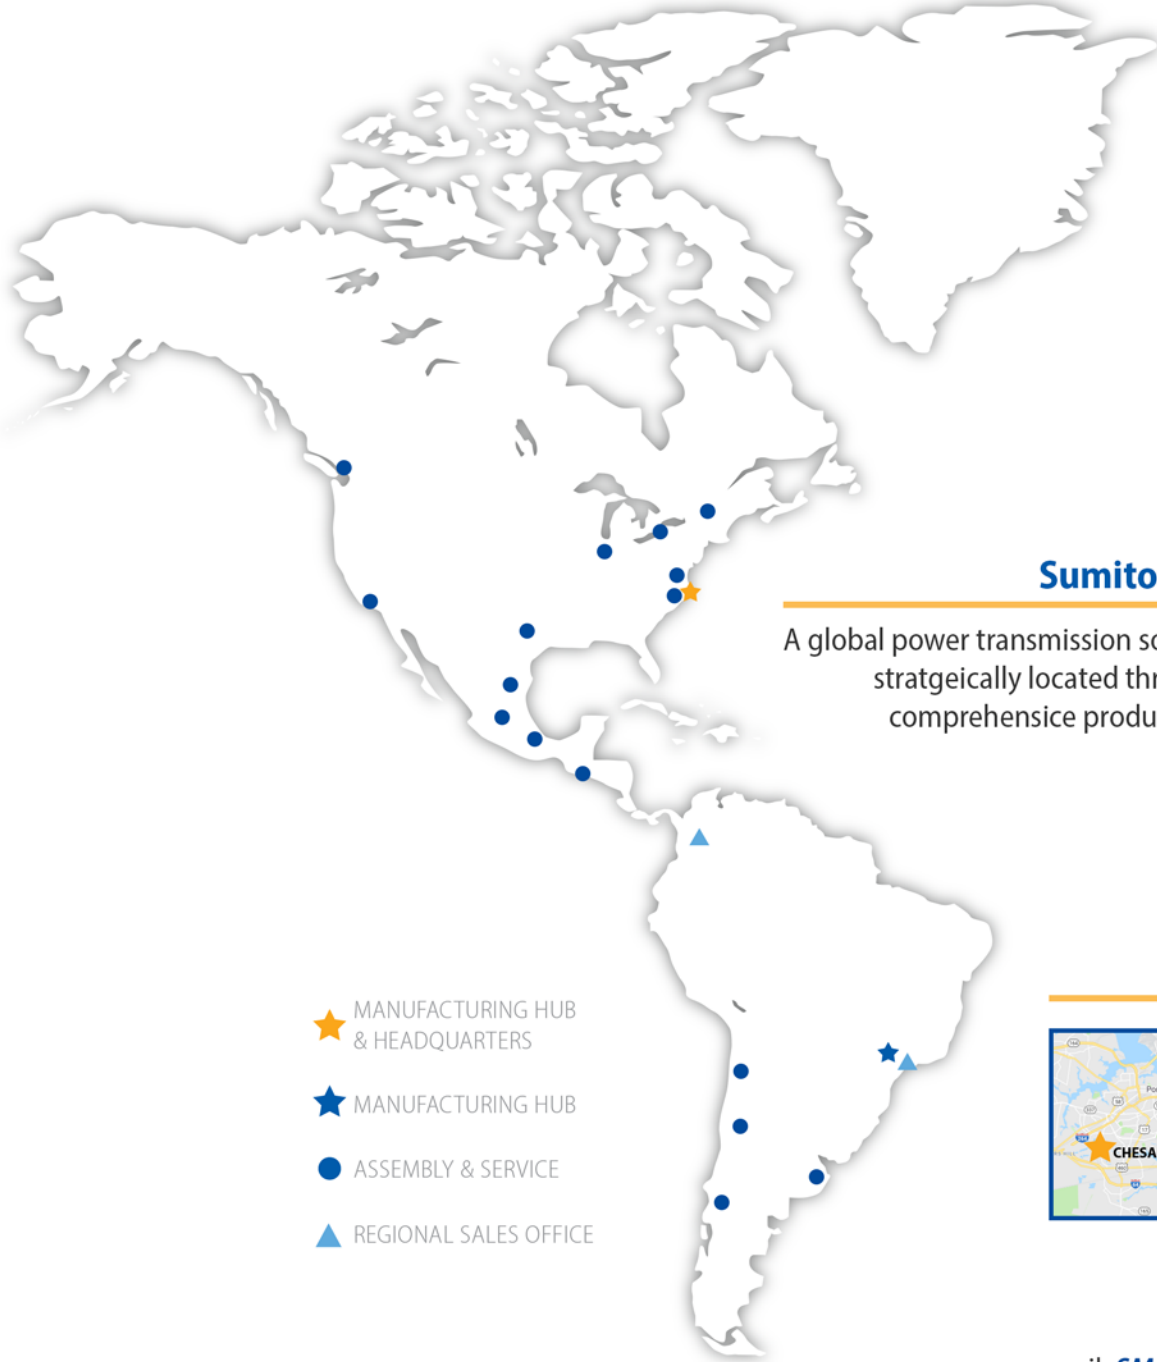 Sumito
A global power transmission so
stratgeically located thr
comprehensice produ
MANUFACTURING HUB
& HEADQUARTERS
MANUFACTURING HUB
ASSEMBLY & SERVICE
REGIONAL SALES OFFICE
CHESA